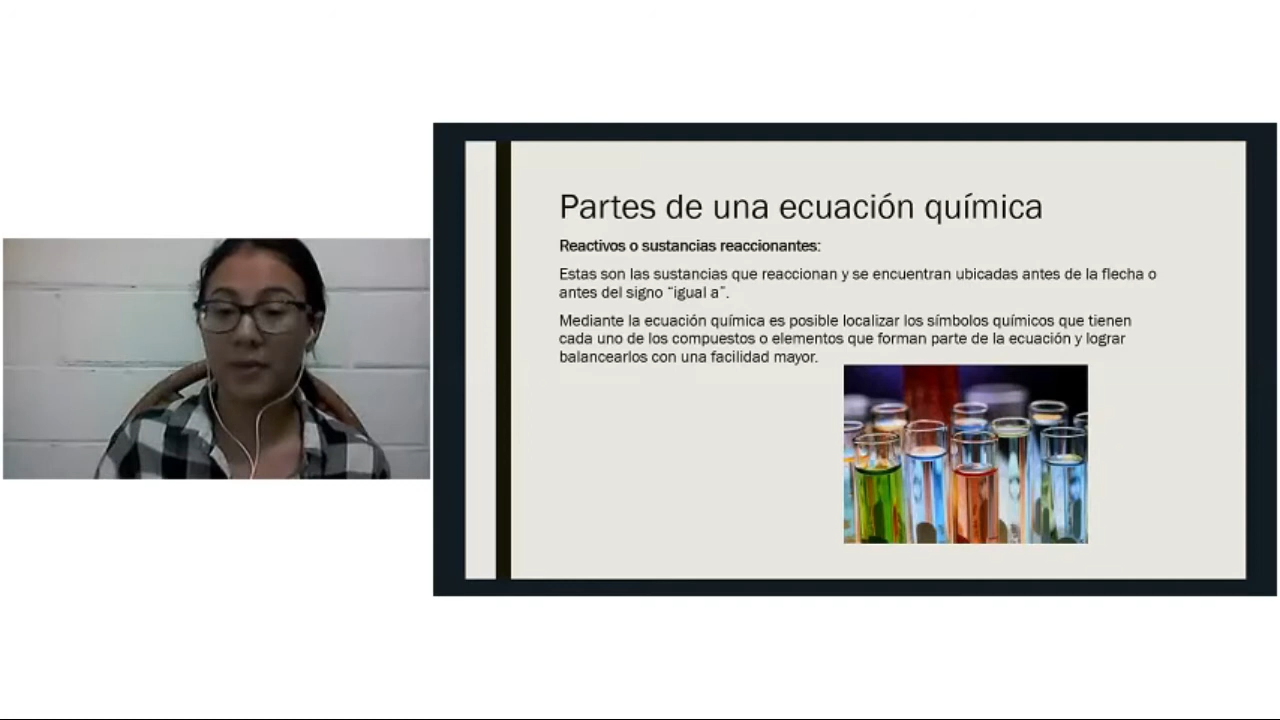 Partes de una ecuación química
Reactivos o sustancias reaccionantes:
Estas son las sustancias que reaccionan y se encuentran ubicadas antes de la flecha o
antes del signo “igual a”.
Mediante la ecuación química es posible localizar los símbolos químicos que tienen
cada uno de los compuestos o elementos que forman parte de la ecuación y lograr
balancearlos con una facilidad mayor.